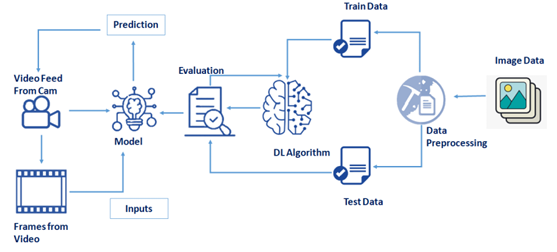 Prediction
Train Data
Video Feed
From Cam
Evaluation
Image Data
Model
DL Algorithm
Data
Preprocessing
Inputs
Test Data
Frames from
Video